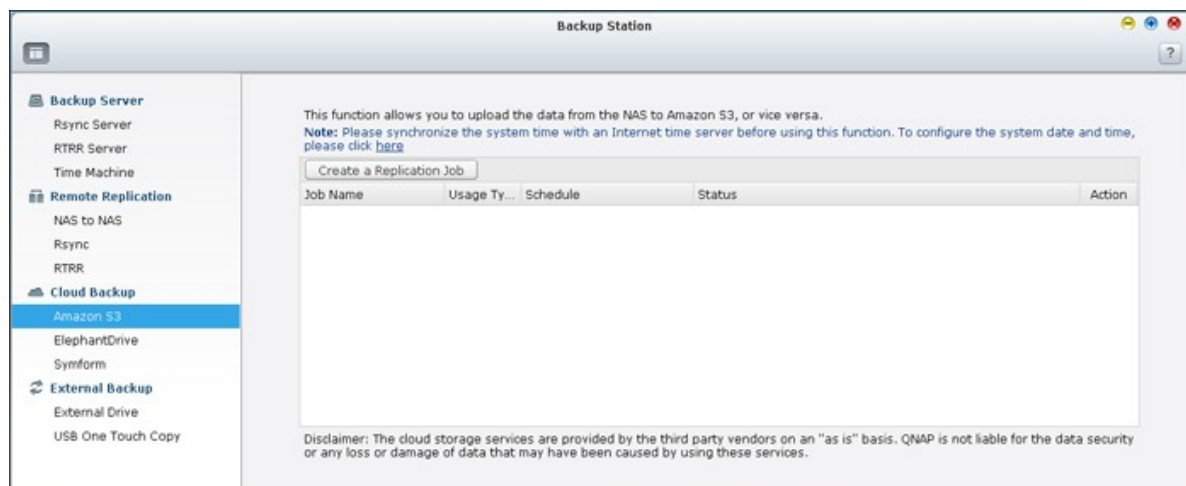 Backup Station
?
Backup Server
Rsync Server
RTRR Server
Time Machine
Remote Replication
NAS to NAS
Rsync
RTRR
Cloud Backup
Amazon S3
ElephantDrive
Symform
External Backup
External Drive
USB One Touch Copy
This function allows you to upload the data from the NAS to Amazon S3, or vice versa.
Note: Please synchronize the system time with an Internet time server before using this function. To configure the system date and time,
please click here
Create a Replication Job
Job Name Usage Ty... Schedule Status Action
Disclaimer: The cloud storage services are provided by the third party vendors on an "as is" basis. QNAP is not liable for the data security
or any loss or damage of data that may have been caused by using these services.